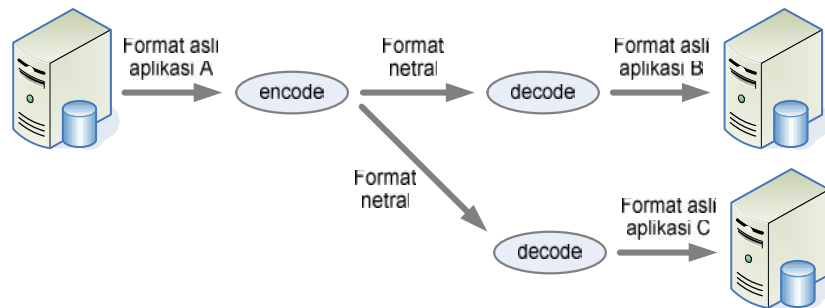 Format asli
aplikasi A
encode
Format
netral
decode
Format asli
aplikasi B
Format
netral
decode
Format asli
aplikasi C